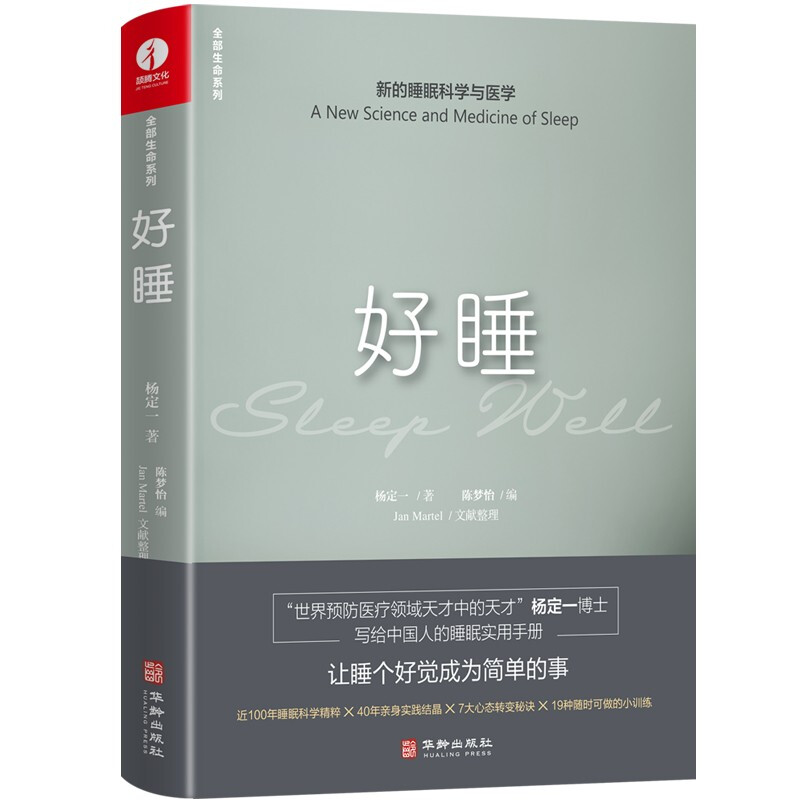 颉腾文化
JIE TENG CULTURE
全部生命系列
好睡
杨定一 著
陈梦怡 编
Jan Martel 文献整理
华龄出版社
HUALING PRESS
全部生命系列
新的睡眠科学与医学
A New Science and Medicine of Sleep
好睡
Sleep Well
杨定一 / 著 陈梦怡 / 编
Jan Martel / 文献整理
“世界预防医疗领域天才中的天才”杨定一博士
写给中国人的睡眠实用手册
让睡个好觉成为简单的事
近100年睡眠科学精粹×40年亲身实践结晶×7大心态转变秘诀×19种随时可做的小训练
华龄出版社
HUALING PRESS